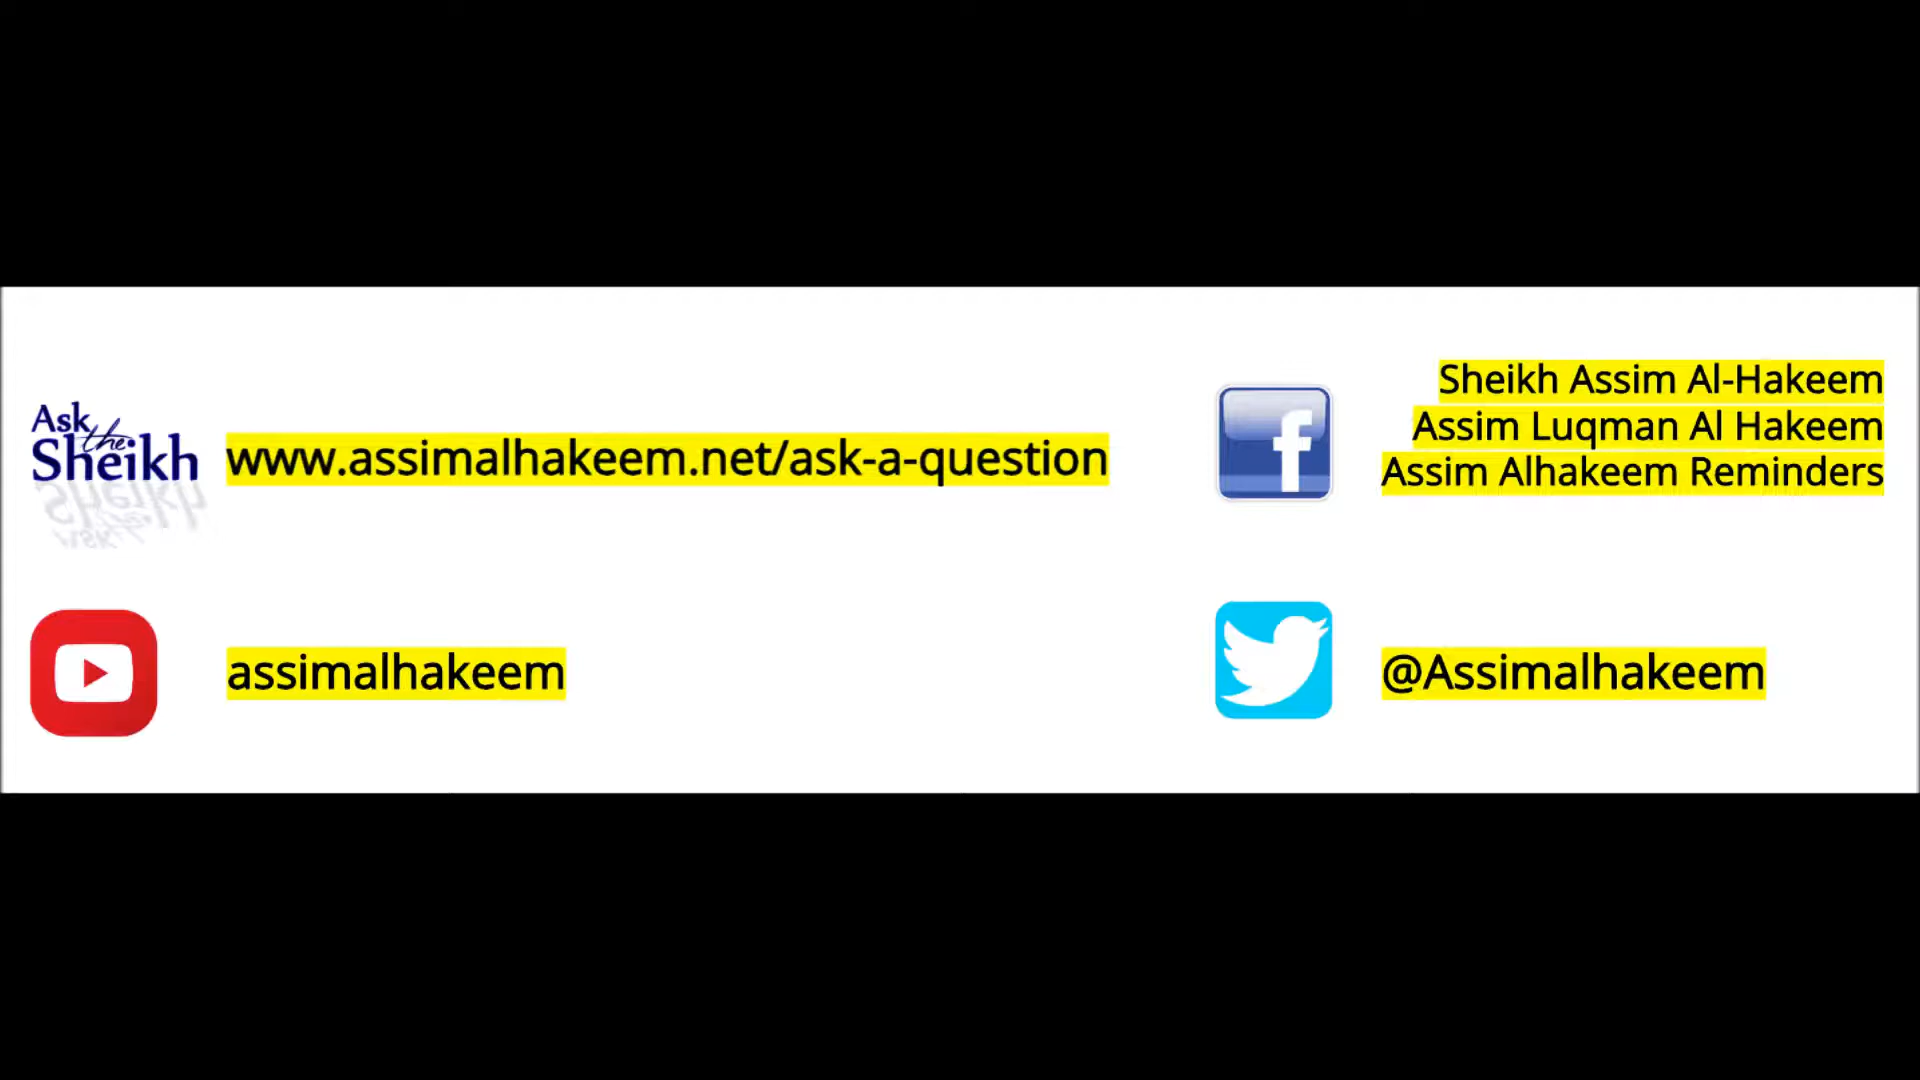 Ask
the
Sheikh
www.assimalhakeem.net/ask-a-question
Sheikh Assim Al-Hakeem
Assim Luqman Al Hakeem
Assim Alhakeem Reminders
assimalhakeem
@Assimalhakeem